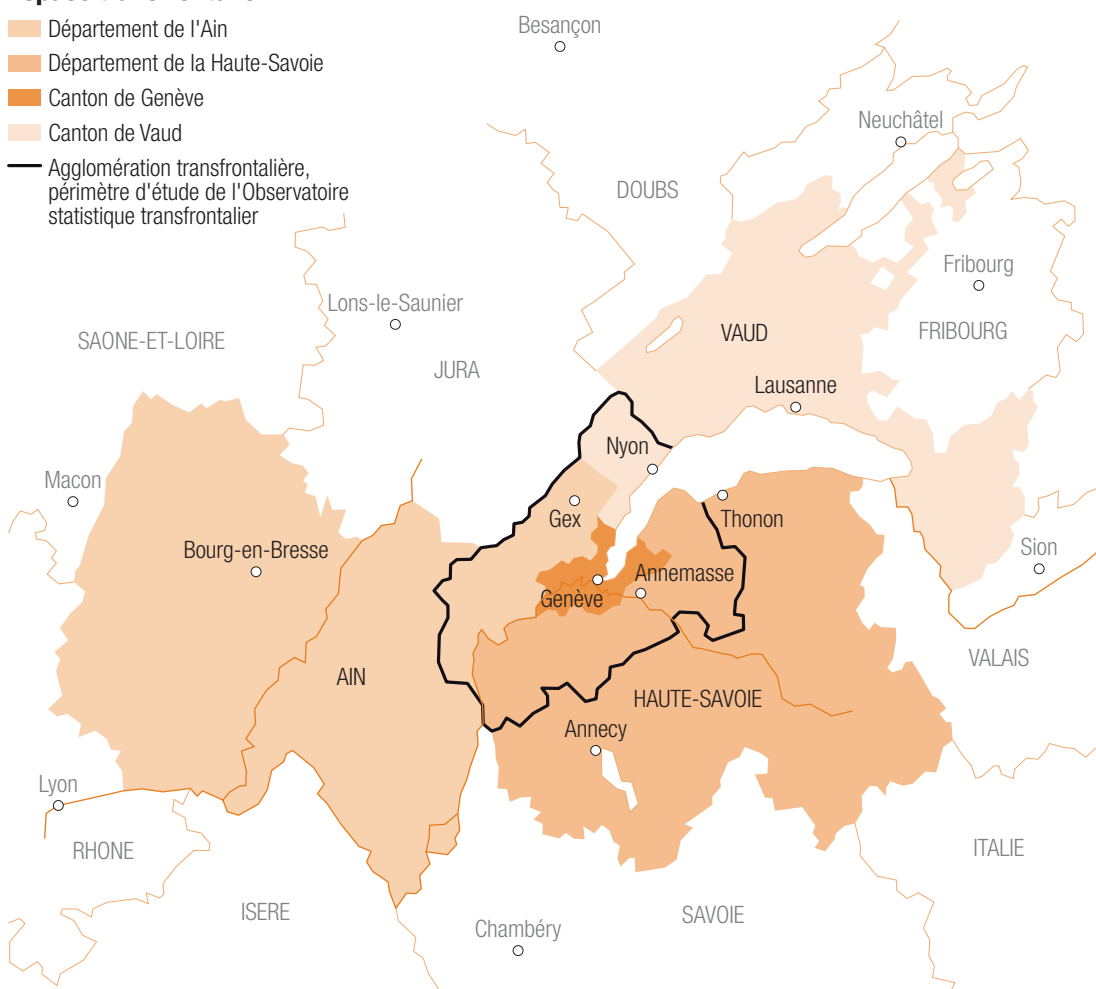 Département de l'Ain
Département de la Haute-Savoie
Canton de Genève
Canton de Vaud
Agglomération transfrontalière,
périmètre d'étude de l'Observatoire
statistique transfrontalier
Besançon
Neuchâtel
DOUBS
Fribourg
Lons-le-Saunier
SAONE-ET-LOIRE
VAUD
FRIBOURG
JURA
Lausanne
Nyon
Macon
Gex
Thonon
Bourg-en-Bresse
Sion
Annemasse
Genève
VALAIS
AIN
HAUTE-SAVOIE
Annecy
Lyon
RHONE
ITALIE
ISERE
SAVOIE
Chambéry